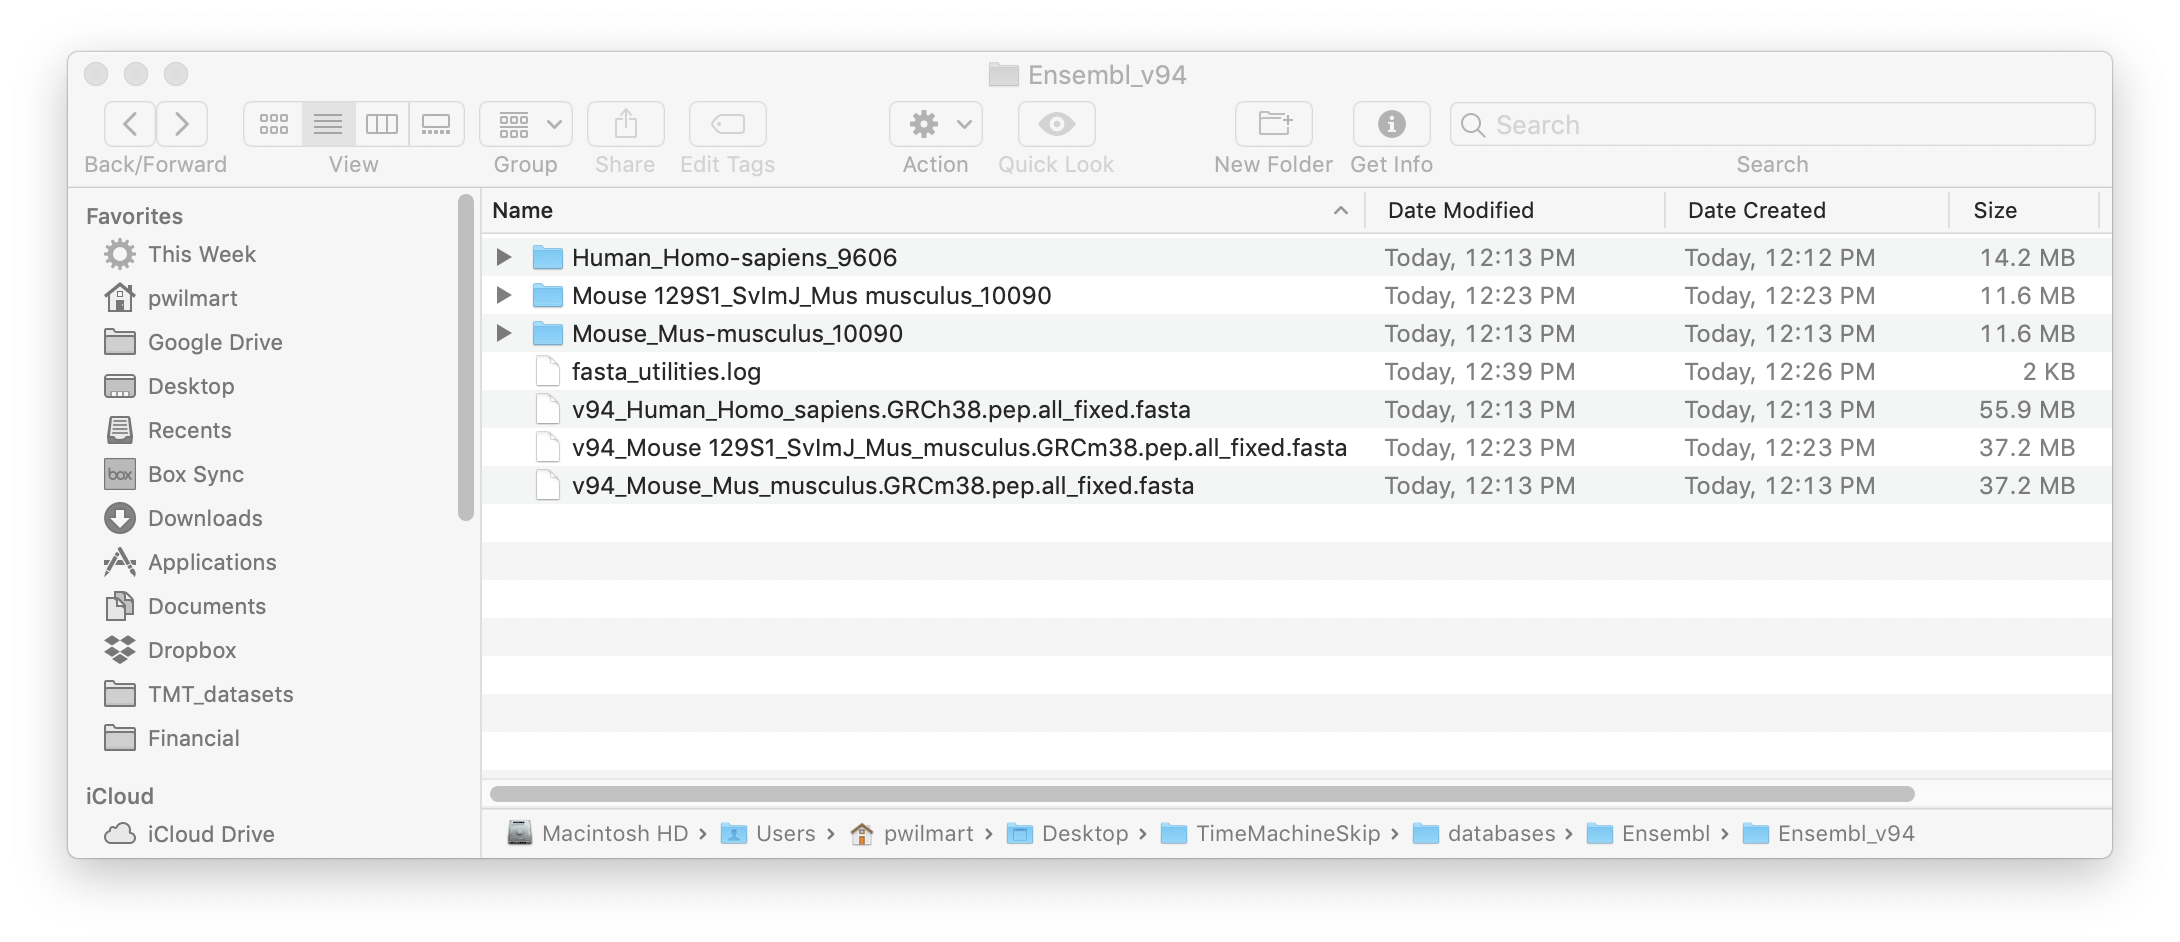 Ensembl_v94
Back/Forward View Group Share Edit Tags Action Quick Look New Folder Get Info Search
Search
Favorites
This Week
pwilmart
Google Drive
Desktop
Recents
box Box Sync
Downloads
Applications
Documents
Dropbox
TMT_datasets
Financial
iCloud
iCloud Drive
Name Date Modified Date Created Size
Human_Homo-sapiens_9606 Today, 12:13 PM Today, 12:12 PM 14.2 MB
Mouse 129S1_SvImJ_Mus musculus_10090 Today, 12:23 PM Today, 12:23 PM 11.6 MB
Mouse_Mus-musculus_10090 Today, 12:13 PM Today, 12:13 PM 11.6 MB
fasta_utilities.log Today, 12:39 PM Today, 12:26 PM 2 KB
v94_Human_Homo_sapiens.GRCh38.pep.all_fixed.fasta Today, 12:13 PM Today, 12:13 PM 55.9 MB
v94_Mouse 129S1_SvImJ_Mus_musculus.GRCm38.pep.all_fixed.fasta Today, 12:23 PM Today, 12:23 PM 37.2 MB
v94_Mouse_Mus_musculus.GRCm38.pep.all_fixed.fasta Today, 12:13 PM Today, 12:13 PM 37.2 MB
Macintosh HD › Users › pwilmart › Desktop › TimeMachineSkip › databases › Ensembl › Ensembl_v94